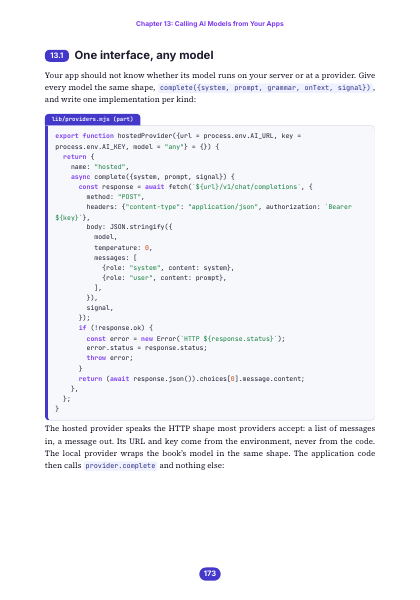 Chapter 13: Calling AI Models from Your Apps
13.1 One interface, any model
Your app should not know whether its model runs on your server or at a provider. Give
every model the same shape, complete({system, prompt, grammar, onText, signal}),
and write one implementation per kind:
lib/providers.mjs (part)
export function hostedProvider({url = process.env.AI_URL, key =
process.env.AI_KEY, model = "any"} = {}) {
  return {
    name: "hosted",
    async complete({system, prompt, signal}) {
      const response = await fetch(`${url}/v1/chat/completions`, {
        method: "POST",
        headers: {"content-type": "application/json", authorization: `Bearer
${key}`},
        body: JSON.stringify({
          model,
          temperature: 0,
          messages: [
            {role: "system", content: system},
            {role: "user", content: prompt},
          ],
        }),
        signal,
      });
      if (!response.ok) {
        const error = new Error(`HTTP ${response.status}`);
        error.status = response.status;
        throw error;
      }
      return (await response.json()).choices[0].message.content;
    },
  };
}
The hosted provider speaks the HTTP shape most providers accept: a list of messages
in, a message out. Its URL and key come from the environment, never from the code.
The local provider wraps the book's model in the same shape. The application code
then calls provider.complete and nothing else:
173